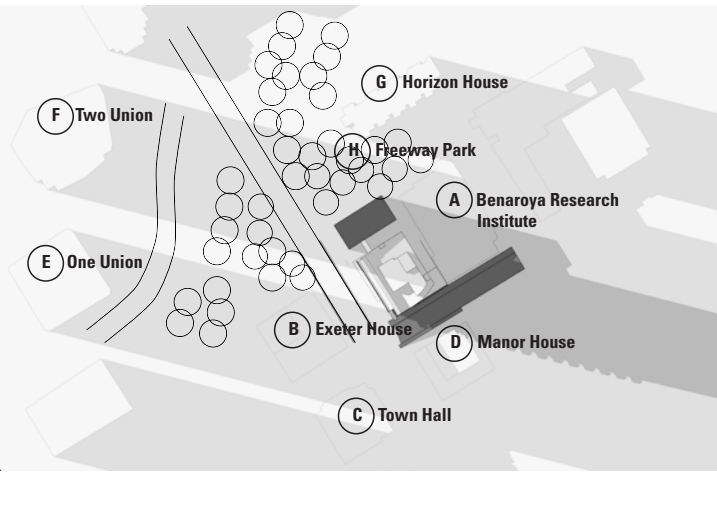 G Horizon House
F Two Union
H Freeway Park
A Benaroya Research
Institute
E One Union
B Exeter House
D Manor House
C Town Hall